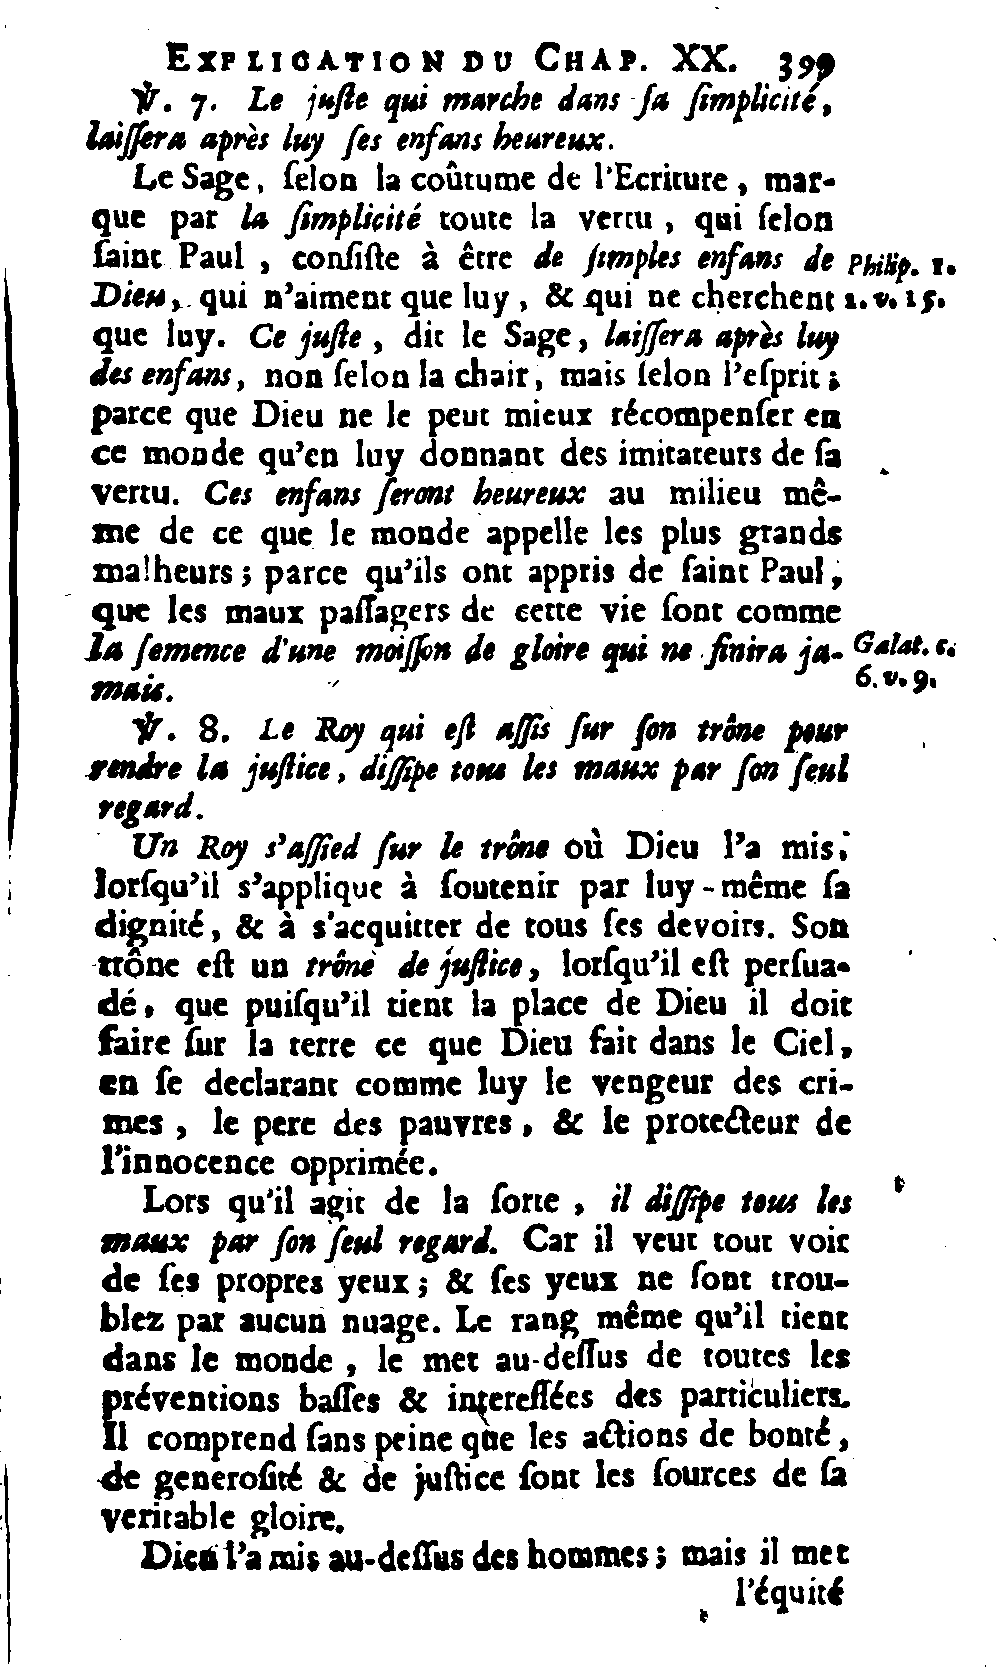 EXPLICATION DU CHAP. XX. 399
℣. 7. Le juſte qui marche dans ſa ſimplicité,
laiſſera après luy ſes enfans heureux.
Le Sage, ſelon la coûtume de l'Ecriture, mar-
que par la ſimplicité toute la vertu, qui ſelon
ſaint Paul, conſiſte à être de ſimples enfans de Philip. 1.
Dieu, qui n'aiment que luy, & qui ne cherchent 2. v. 15.
que luy. Ce juſte, dit le Sage, laiſſera après luy
des enfans, non ſelon la chair, mais ſelon l'eſprit;
parce que Dieu ne le peut mieux récompenſer en
ce monde qu'en luy donnant des imitateurs de ſa
vertu. Ces enfans ſeront heureux au milieu mê-
me de ce que le monde appelle les plus grands
malheurs; parce qu'ils ont appris de ſaint Paul,
que les maux paſſagers de cette vie ſont comme
la ſemence d'une moiſſon de gloire qui ne finira ja- Galat. c.
mais. 6. v. 9.
℣. 8. Le Roy qui eſt aſſis ſur ſon trône pour
rendre la juſtice, diſſipe tous les maux par ſon ſeul
regard.
Un Roy s'aſſied ſur le trône où Dieu l'a mis,
lorſqu'il s'applique à ſoutenir par luy-même ſa
dignité, & à s'acquitter de tous ſes devoirs. Son
trône eſt un trône de juſtice, lorſqu'il eſt perſua-
dé, que puiſqu'il tient la place de Dieu il doit
faire ſur la terre ce que Dieu fait dans le Ciel,
en ſe declarant comme luy le vengeur des cri-
mes, le pere des pauvres, & le protecteur de
l'innocence opprimée.
Lors qu'il agit de la ſorte, il diſſipe tous les
maux par ſon ſeul regard. Car il veut tout voir
de ſes propres yeux; & ſes yeux ne ſont trou-
blez par aucun nuage. Le rang même qu'il tient
dans le monde, le met au-deſſus de toutes les
préventions baſſes & intereſſées des particuliers.
Il comprend ſans peine que les actions de bonté,
de generoſité & de juſtice ſont les ſources de ſa
veritable gloire.
Dieu l'a mis au-deſſus des hommes; mais il met
l'équité